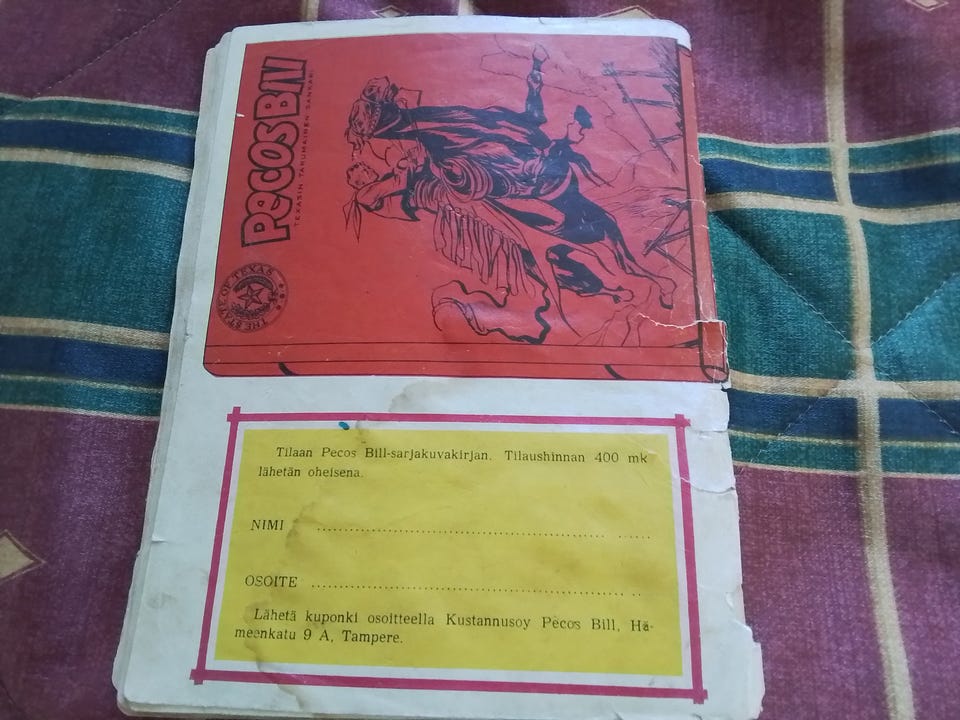 PECOS BILL
TEXASIN TARUMAINEN SANKARI
THE STATE OF TEXAS
Tilaan Pecos Bill-sarjakuvakirjan. Tilaushinnan 400 mk
lähetän oheisena.
NIMI ..............................................................
OSOITE ..............................................................
Lähetä kuponki osoitteella Kustannusoy Pecos Bill, Hä-
meenkatu 9 A, Tampere.